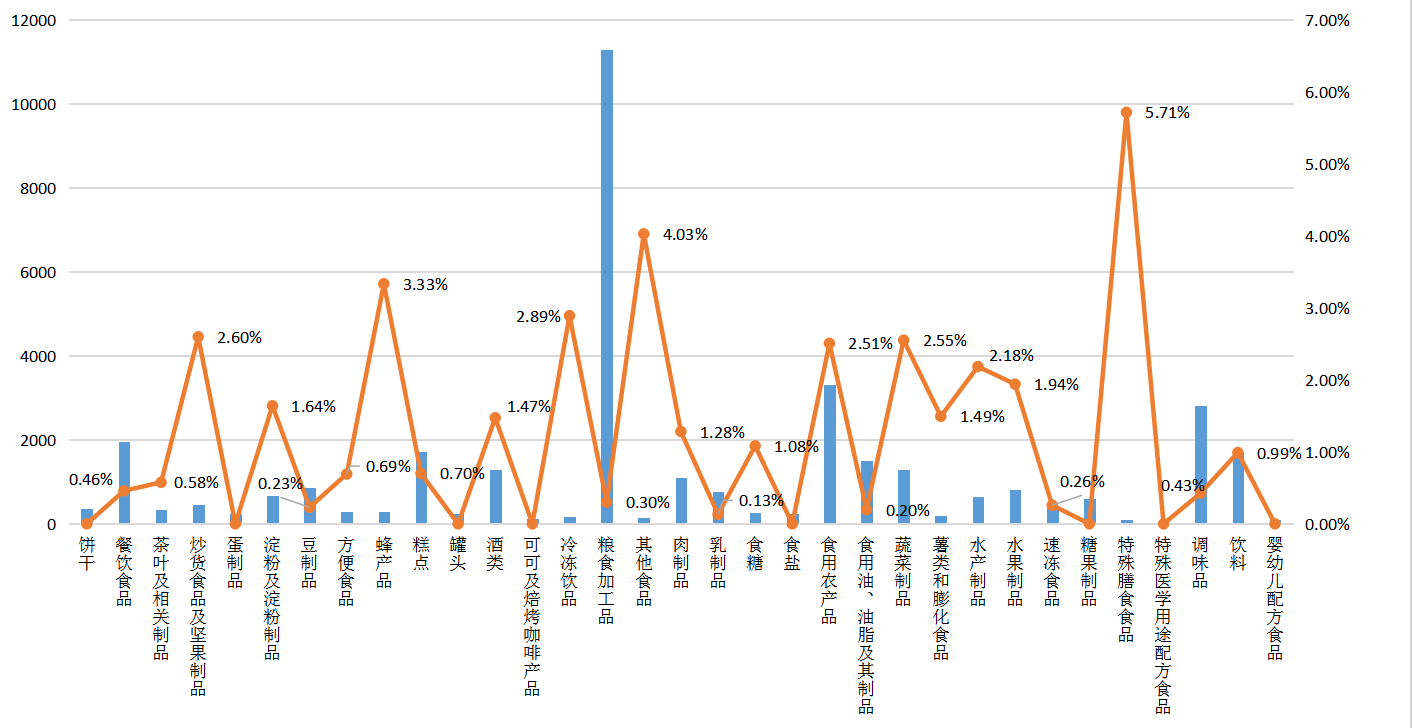 12000
10000
8000
6000
4000
2000
0
7.00%
6.00%
5.00%
4.00%
3.00%
2.00%
1.00%
0.00%
0.46%
0.58%
2.60%
1.64%
0.23%
0.69%
3.33%
0.70%
1.47%
2.89%
0.30%
4.03%
1.28%
0.13%
1.08%
2.51%
0.20%
2.55%
1.49%
2.18%
1.94%
0.26%
5.71%
0.43%
0.99%
饼干
餐饮食品
茶叶及相关制品
炒货食品及坚果制品
蛋制品
淀粉及淀粉制品
豆制品
方便食品
蜂产品
糕点
罐头
酒类
可可及焙烤咖啡产品
冷冻饮品
粮食加工品
其他食品
肉制品
乳制品
食糖
食盐
食用农产品
食用油、油脂及其制品
蔬菜制品
薯类和膨化食品
水产制品
水果制品
速冻食品
糖果制品
特殊膳食食品
特殊医学用途配方食品
调味品
饮料
婴幼儿配方食品